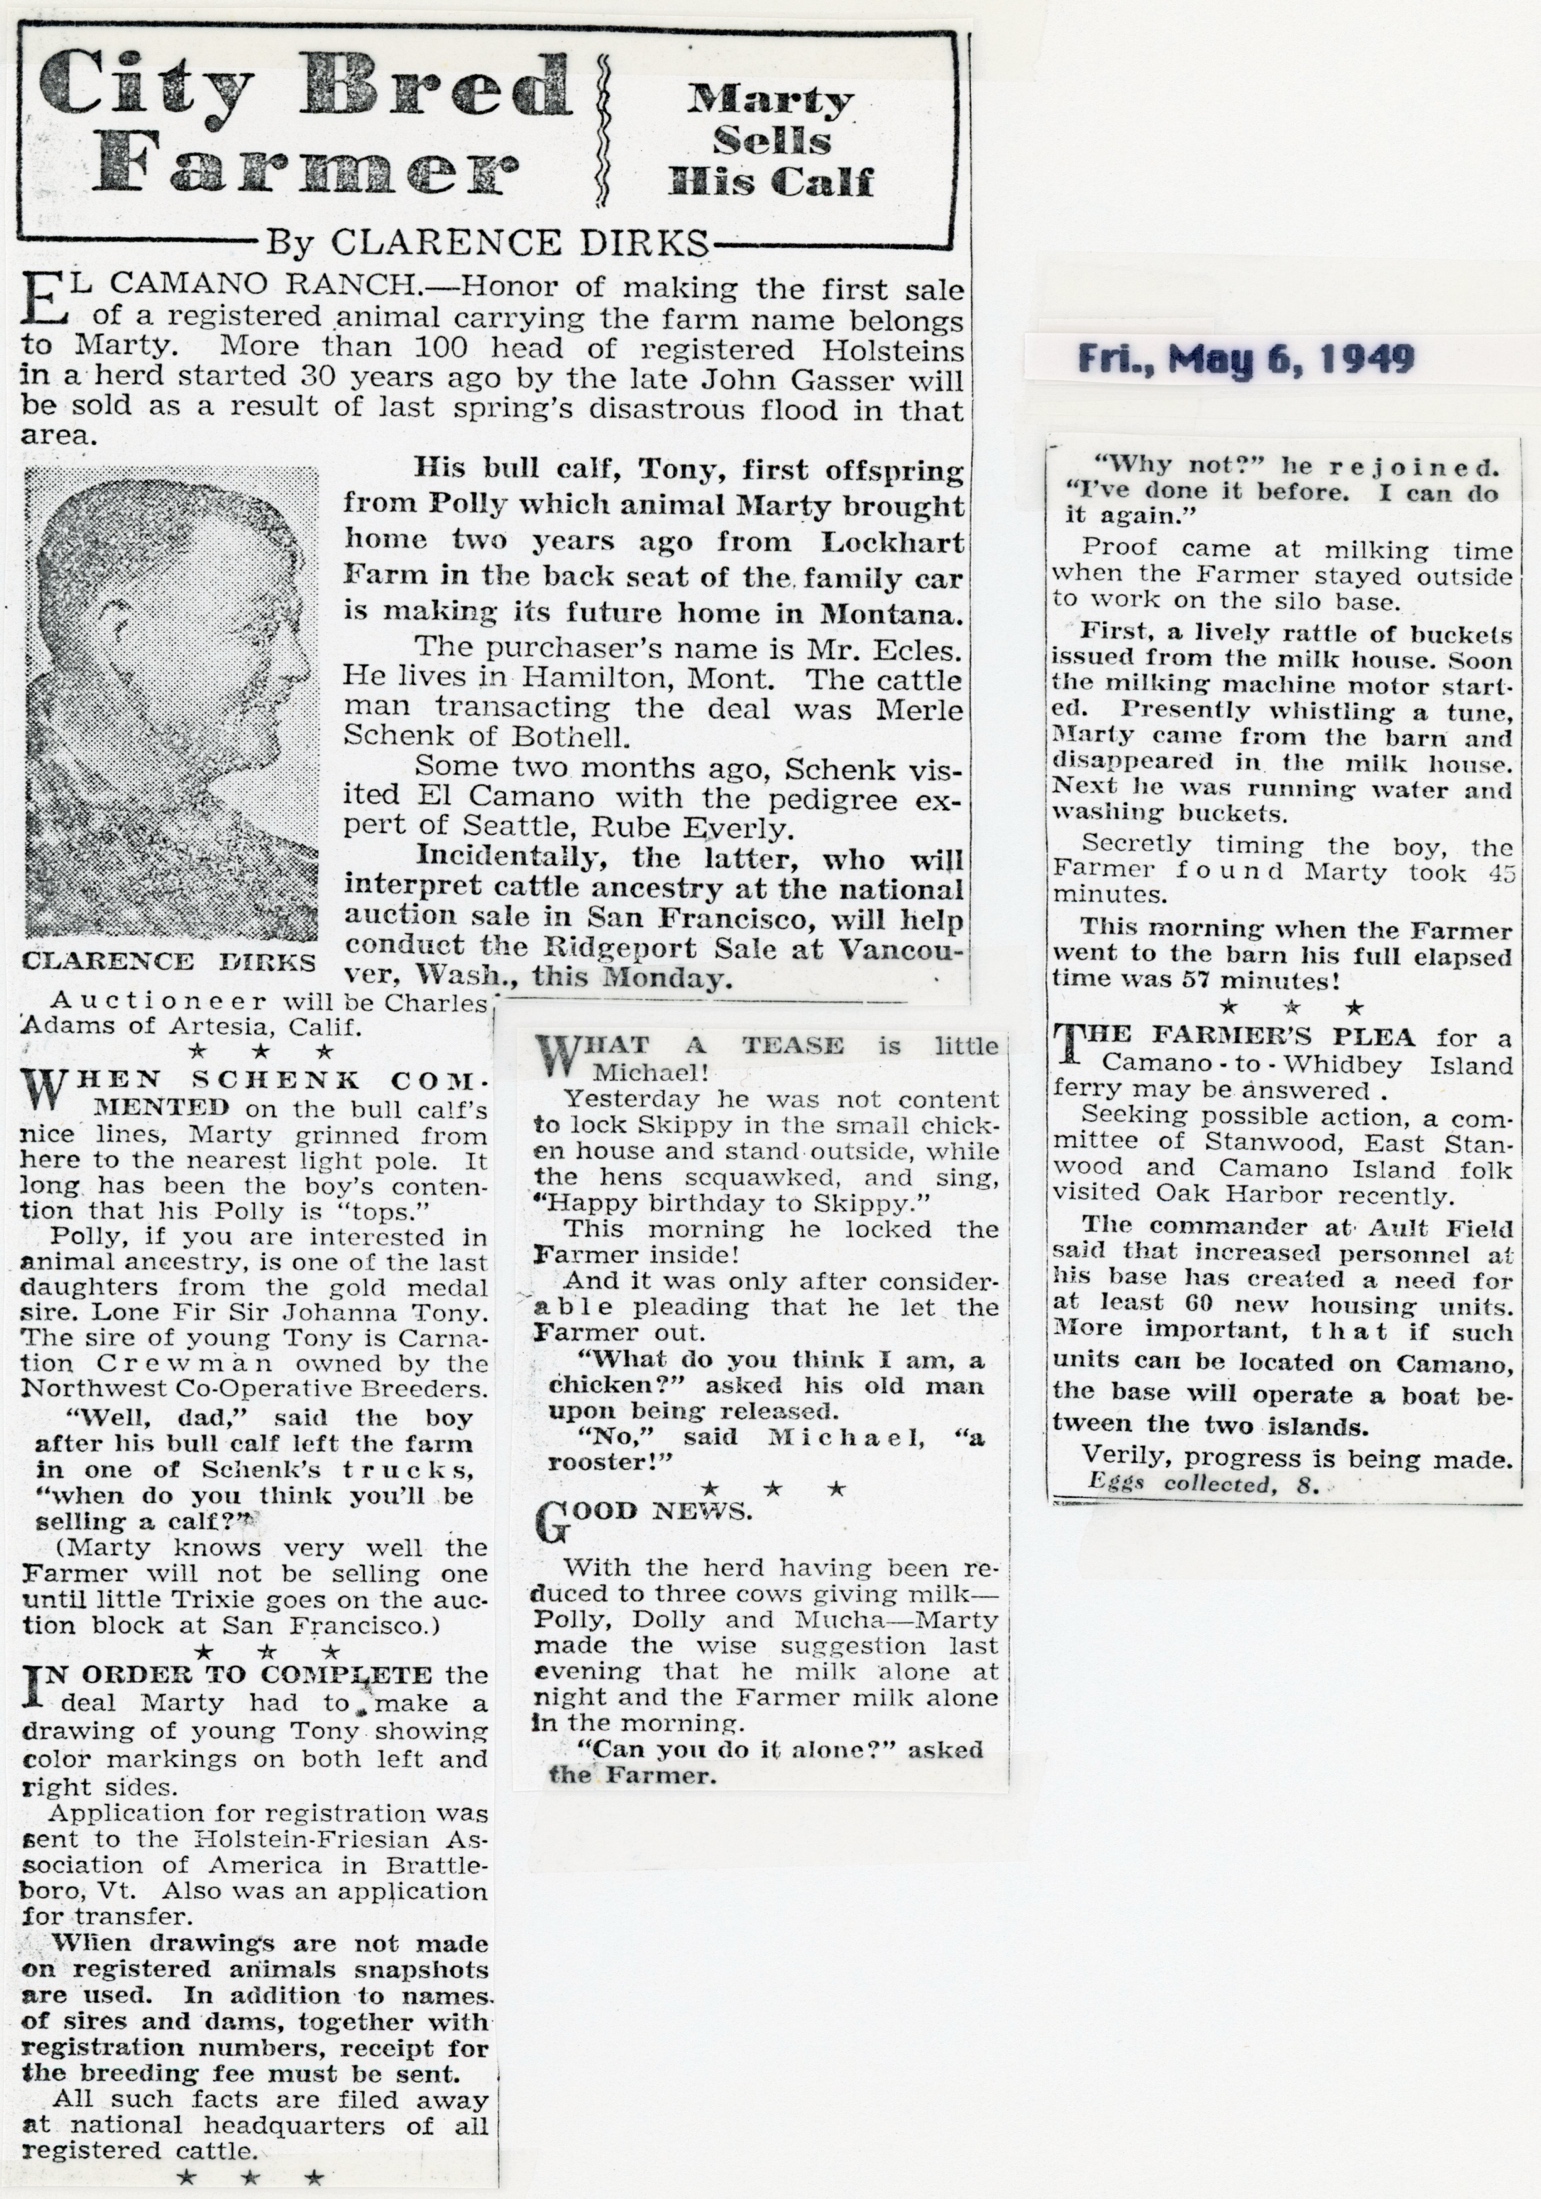 City Bred
Farmer
Marty
Sells
His Calf
By CLARENCE DIRKS
EL CAMANO RANCH.—Honor of making the first sale
of a registered animal carrying the farm name belongs
to Marty. More than 100 head of registered Holsteins
in a herd started 30 years ago by the late John Gasser will
be sold as a result of last spring's disastrous flood in that
area.
His bull calf, Tony, first offspring
from Polly which animal Marty brought
home two years ago from Lockhart
Farm in the back seat of the family car
is making its future home in Montana.
The purchaser's name is Mr. Ecles.
He lives in Hamilton, Mont. The cattle
man transacting the deal was Merle
Schenk of Bothell.
Some two months ago, Schenk vis-
ited El Camano with the pedigree ex-
pert of Seattle, Rube Everly.
Incidentally, the latter, who will
interpret cattle ancestry at the national
auction sale in San Francisco, will help
conduct the Ridgeport Sale at Vancou-
ver, Wash., this Monday.
CLARENCE DIRKS
Auctioneer will be Charles
Adams of Artesia, Calif.
★ ★ ★
WHEN SCHENK COM-
MENTED on the bull calf's
nice lines, Marty grinned from
here to the nearest light pole. It
long has been the boy's conten-
tion that his Polly is "tops."
Polly, if you are interested in
animal ancestry, is one of the last
daughters from the gold medal
sire. Lone Fir Sir Johanna Tony.
The sire of young Tony is Carna-
tion Crewman owned by the
Northwest Co-Operative Breeders.
"Well, dad," said the boy
after his bull calf left the farm
in one of Schenk's trucks,
"when do you think you'll be
selling a calf?"
(Marty knows very well the
Farmer will not be selling one
until little Trixie goes on the auc-
tion block at San Francisco.)
★ ★ ★
IN ORDER TO COMPLETE the
deal Marty had to make a
drawing of young Tony showing
color markings on both left and
right sides.
Application for registration was
sent to the Holstein-Friesian As-
sociation of America in Brattle-
boro, Vt. Also was an application
for transfer.
When drawings are not made
on registered animals snapshots
are used. In addition to names
of sires and dams, together with
registration numbers, receipt for
the breeding fee must be sent.
All such facts are filed away
at national headquarters of all
registered cattle.
★ ★ ★
WHAT A TEASE is little
Michael!
Yesterday he was not content
to lock Skippy in the small chick-
en house and stand outside, while
the hens scquawked, and sing,
"Happy birthday to Skippy."
This morning he locked the
Farmer inside!
And it was only after consider-
able pleading that he let the
Farmer out.
"What do you think I am, a
chicken?" asked his old man
upon being released.
"No," said Michael, "a
rooster!"
★ ★ ★
GOOD NEWS.
With the herd having been re-
duced to three cows giving milk—
Polly, Dolly and Mucha—Marty
made the wise suggestion last
evening that he milk alone at
night and the Farmer milk alone
in the morning.
"Can you do it alone?" asked
the Farmer.
Fri., May 6, 1949
"Why not?" he rejoined.
"I've done it before. I can do
it again."
Proof came at milking time
when the Farmer stayed outside
to work on the silo base.
First, a lively rattle of buckets
issued from the milk house. Soon
the milking machine motor start-
ed. Presently whistling a tune,
Marty came from the barn and
disappeared in the milk house.
Next he was running water and
washing buckets.
Secretly timing the boy, the
Farmer found Marty took 45
minutes.
This morning when the Farmer
went to the barn his full elapsed
time was 57 minutes!
★ ★ ★
THE FARMER'S PLEA for a
Camano-to-Whidbey Island
ferry may be answered .
Seeking possible action, a com-
mittee of Stanwood, East Stan-
wood and Camano Island folk
visited Oak Harbor recently.
The commander at Ault Field
said that increased personnel at
his base has created a need for
at least 60 new housing units.
More important, that if such
units can be located on Camano,
the base will operate a boat be-
tween the two islands.
Verily, progress is being made.
Eggs collected, 8.